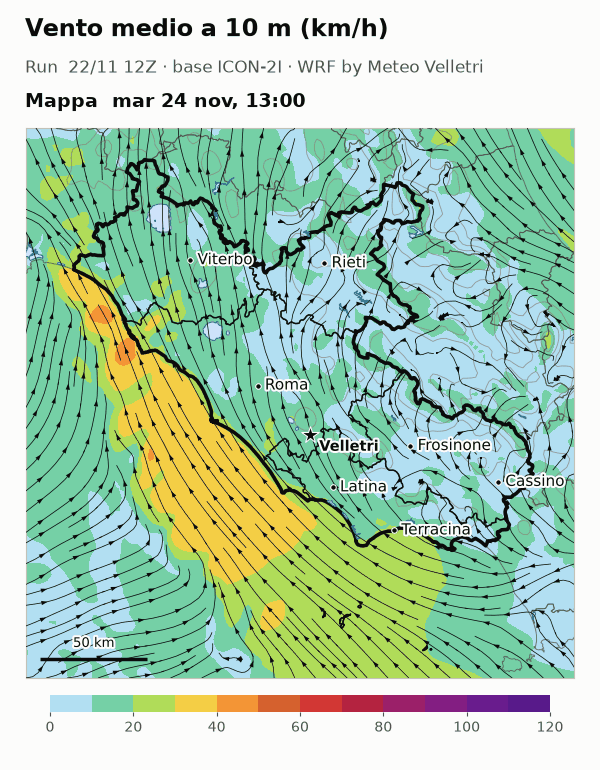 Vento medio a 10 m (km/h)
Run 22/11 12Z · base ICON-2I · WRF by Meteo Velletri
Mappa mar 24 nov, 13:00
Viterbo
Rieti
Roma
Velletri
Frosinone
Cassino
Latina
Terracina
50 km
0 20 40 60 80 100 120